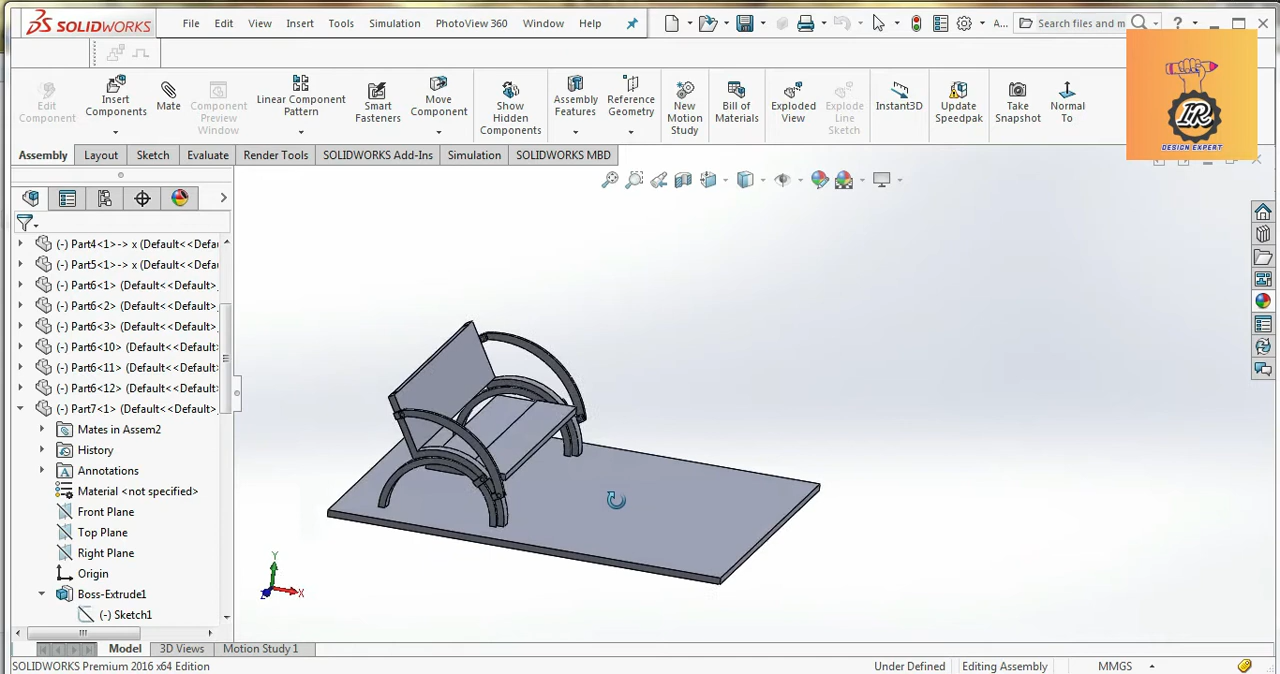 SOLIDWORKS File Edit View Insert Tools Simulation PhotoView 360 Window Help A... Search files and m ?
Edit Component
Insert Components
Mate
Component Preview Window
Linear Component Pattern
Smart Fasteners
Move Component
Show Hidden Components
Assembly Features
Reference Geometry
New Motion Study
Bill of Materials
Exploded View
Explode Line Sketch
Instant3D
Update Speedpak
Take Snapshot
Normal To
IR
DESIGN EXPERT
Assembly Layout Sketch Evaluate Render Tools SOLIDWORKS Add-Ins Simulation SOLIDWORKS MBD
(-) Part4<1>-> x (Default<<Defau
(-) Part5<1>-> x (Default<<Defau
(-) Part6<1> (Default<<Default>
(-) Part6<2> (Default<<Default>
(-) Part6<3> (Default<<Default>
(-) Part6<10> (Default<<Default
(-) Part6<11> (Default<<Default
(-) Part6<12> (Default<<Default
(-) Part7<1> (Default<<Default>
Mates in Assem2
History
Annotations
Material <not specified>
Front Plane
Top Plane
Right Plane
Origin
Boss-Extrude1
(-) Sketch1
Y
X
Z
Model 3D Views Motion Study 1
SOLIDWORKS Premium 2016 x64 Edition Under Defined Editing Assembly MMGS